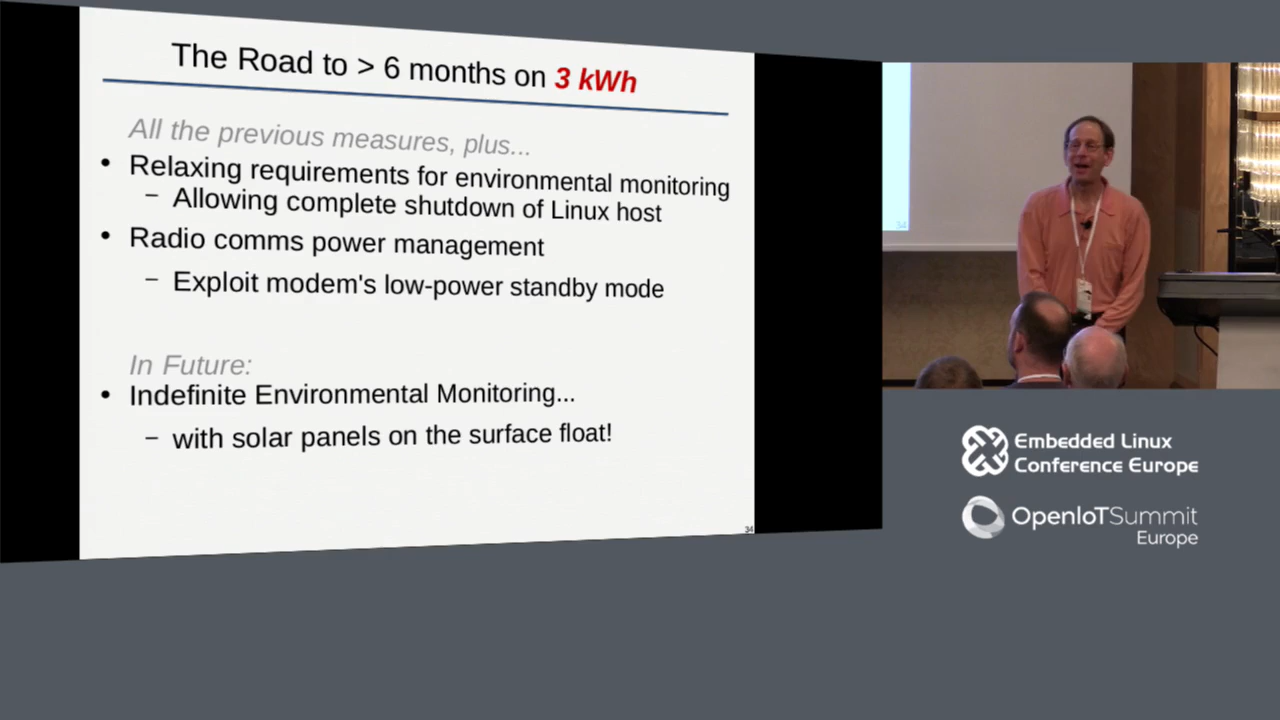 The Road to > 6 months on 3 kWh
All the previous measures, plus...
• Relaxing requirements for environmental monitoring
– Allowing complete shutdown of Linux host
• Radio comms power management
– Exploit modem's low-power standby mode
In Future:
• Indefinite Environmental Monitoring...
– with solar panels on the surface float!
34
34
Embedded Linux
Conference Europe
OpenIoTSummit
Europe